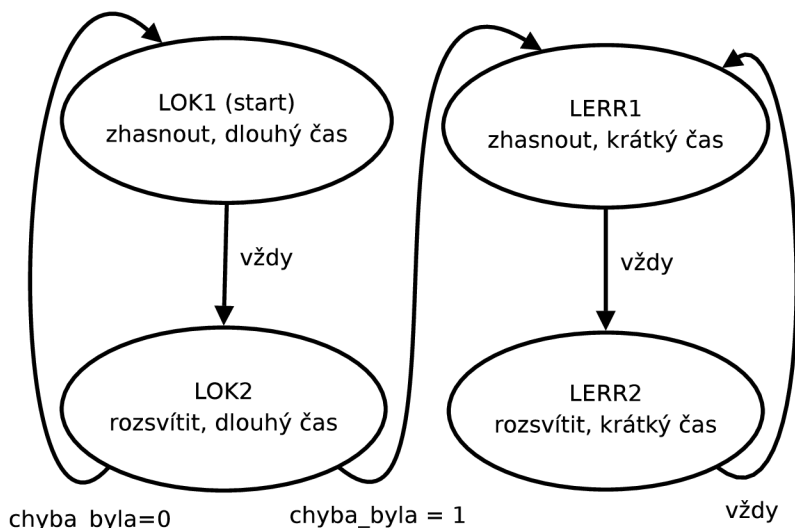 LOK1 (start)
zhasnout, dlouhý čas
LERR1
zhasnout, krátký čas
vždy
vždy
LOK2
rozsvítit, dlouhý čas
LERR2
rozsvítit, krátký čas
chyba_byla=0
chyba_byla = 1
vždy